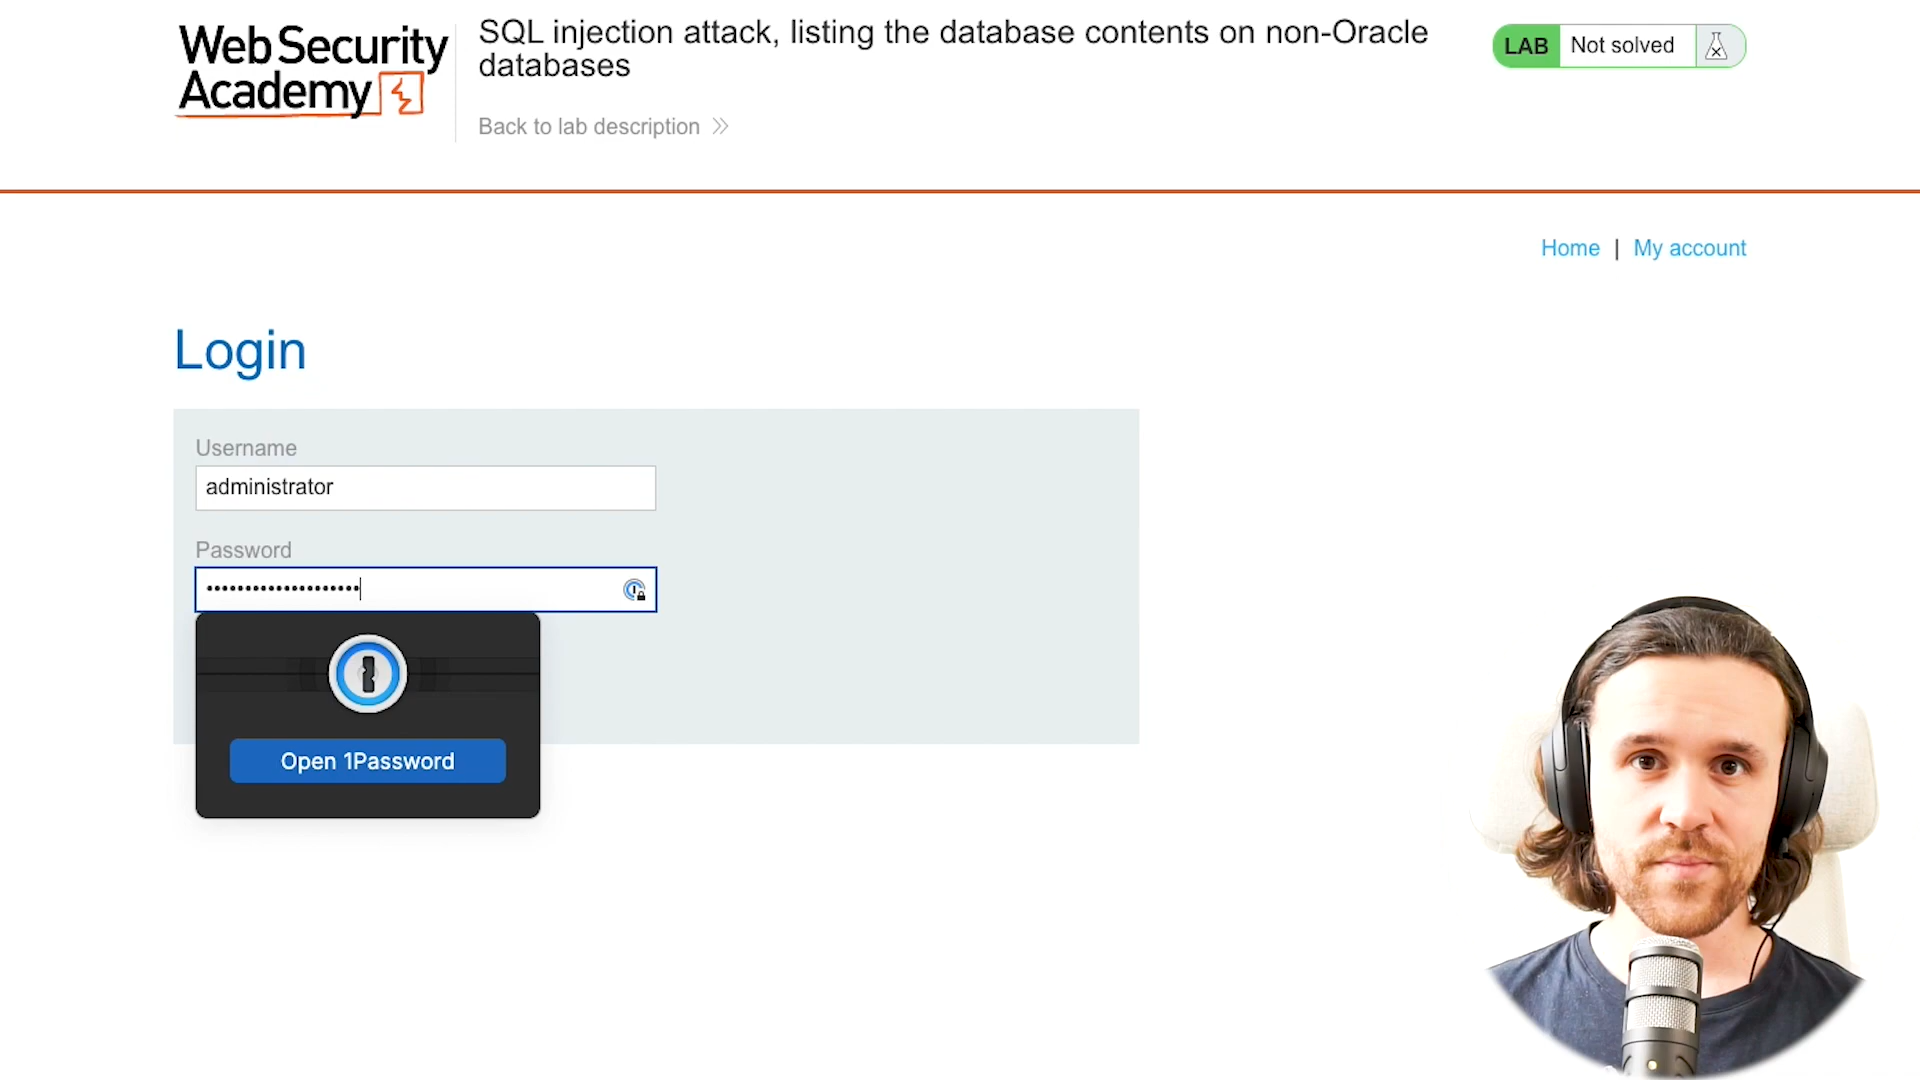 Web Security
Academy
SQL injection attack, listing the database contents on non-Oracle
databases
Back to lab description
LAB Not solved
Home | My account
Login
Username
administrator
Password
••••••••••••••••••••
Open 1Password